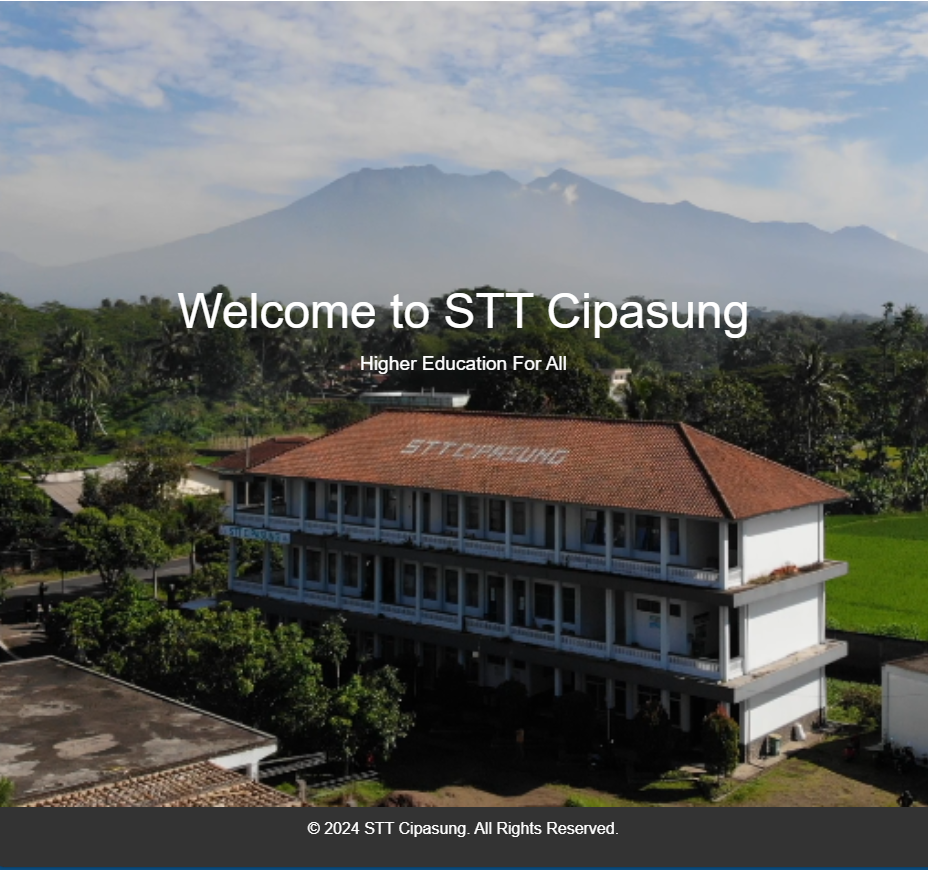 Welcome to STT Cipasung
Higher Education For All
STT CIPASUNG
© 2024 STT Cipasung. All Rights Reserved.